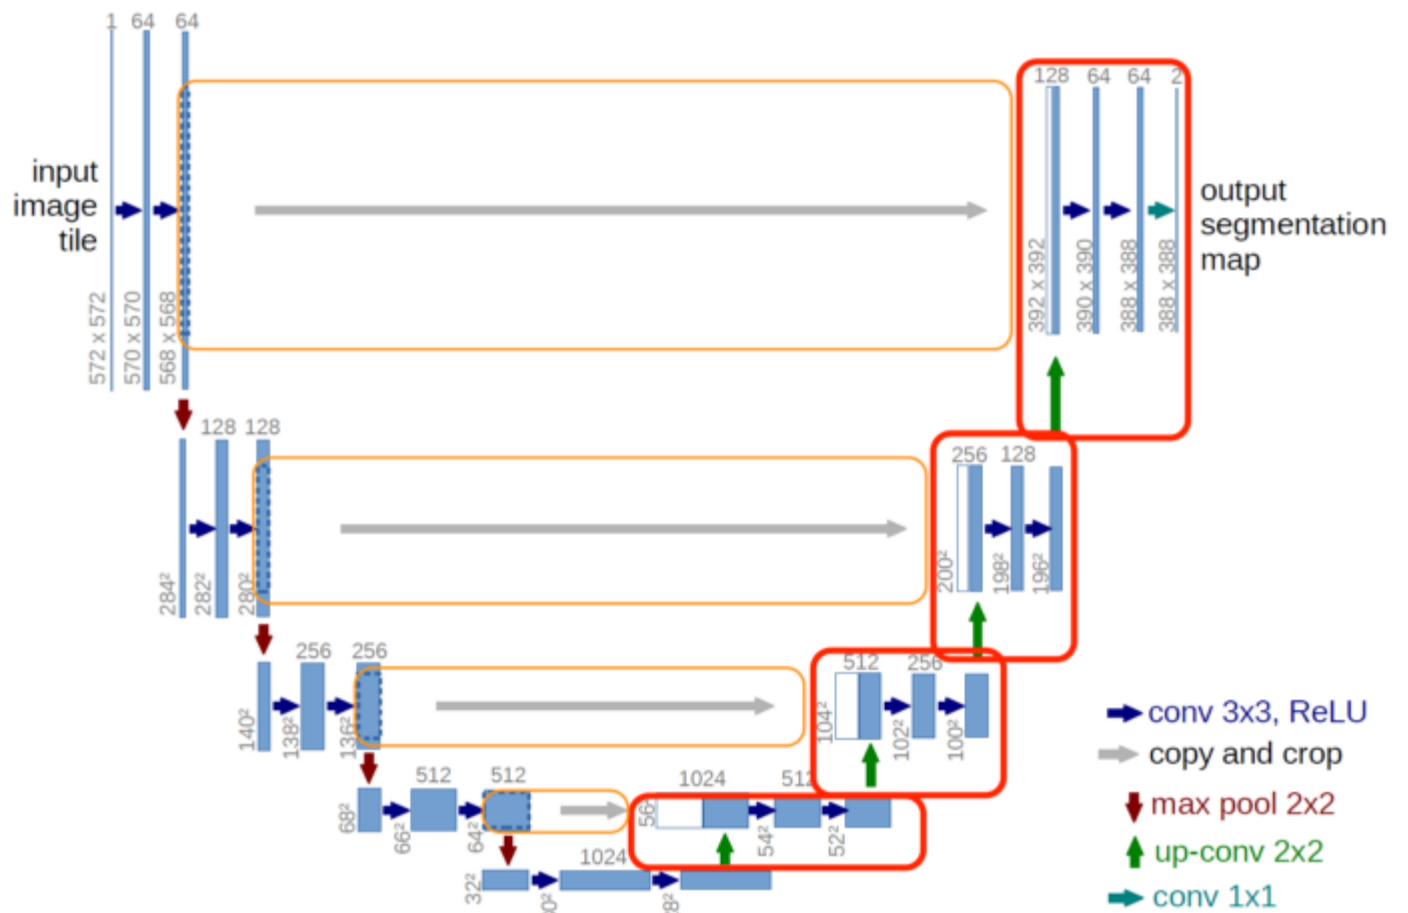 1 64 64
128 64 64 2
input
image
tile
output
segmentation
map
572 x 572
570 x 570
568 x 568
392 x 392
390 x 390
388 x 388
388 x 388
128 128
256 128
284²
282²
280²
200²
198²
196²
256 256
512 256
140²
138²
136²
104²
102²
100²
conv 3x3, ReLU
copy and crop
max pool 2x2
up-conv 2x2
conv 1x1
512 512
1024 512
68²
66²
64²
56²
54²
52²
1024
32²